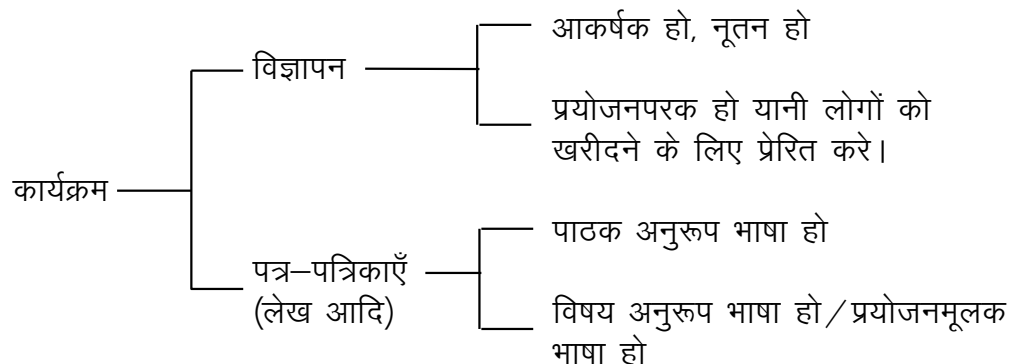 आकर्षक हो, नूतन हो
विज्ञापन
प्रयोजनपरक हो यानी लोगों को
खरीदने के लिए प्रेरित करे।
कार्यक्रम
पाठक अनुरूप भाषा हो
पत्र–पत्रिकाएँ
(लेख आदि)
विषय अनुरूप भाषा हो/प्रयोजनमूलक
भाषा हो